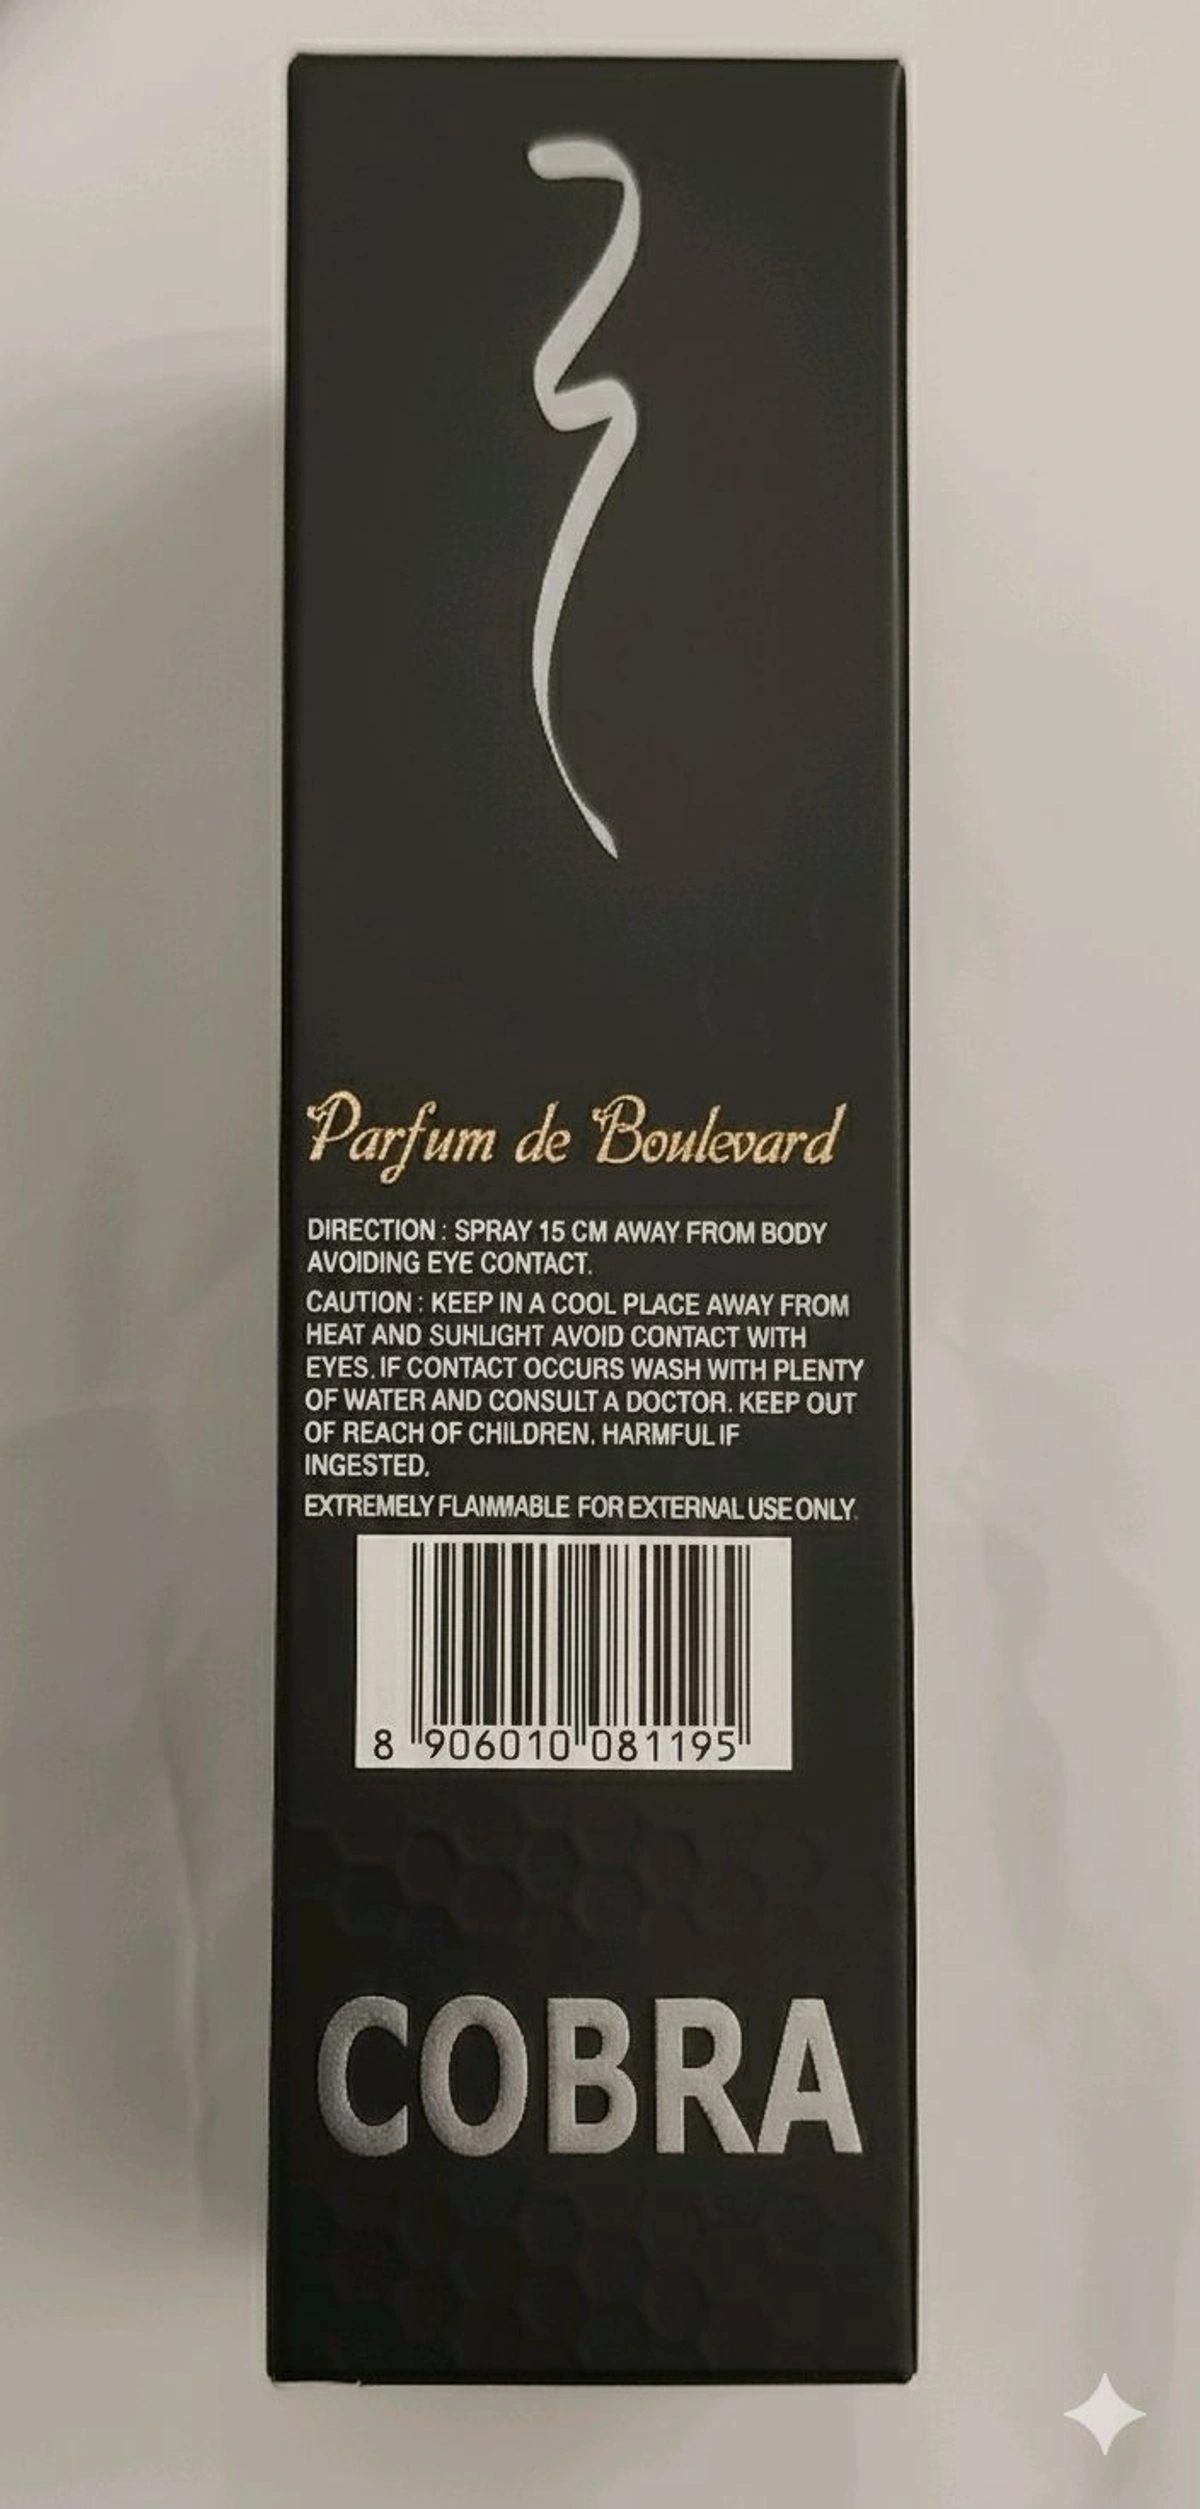 Parfum de Boulevard
DIRECTION : SPRAY 15 CM AWAY FROM BODY
AVOIDING EYE CONTACT.
CAUTION : KEEP IN A COOL PLACE AWAY FROM
HEAT AND SUHLIGHT AVOID CONTACT WITH
EYES. IF CONTACT OCCURS WASH WITH PLENTY
OF WATER AND CONSULT A DOCTOR. KEEP OUT
OF REACH OF CHILDREN. HARMFUL IF
INGESTED.
EXTREMELY FLAMMABLE FOR EXTERNAL USE ONLY.
8 906010 081195
COBRA